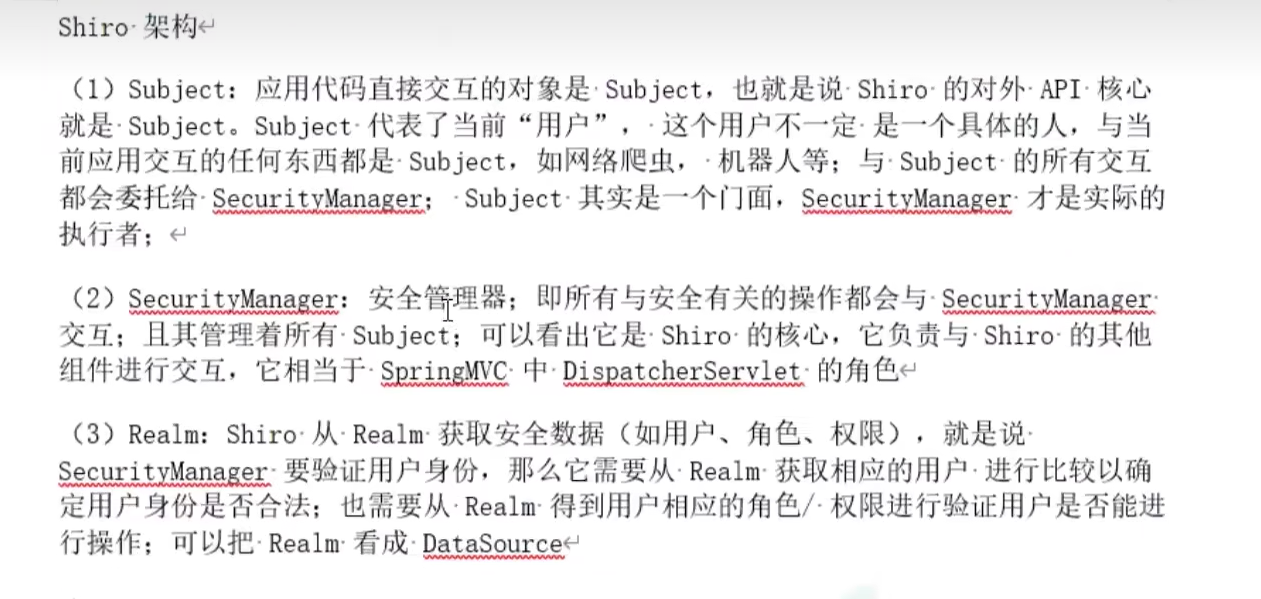 Shiro 架构
（1）Subject：应用代码直接交互的对象是 Subject，也就是说 Shiro 的对外 API 核心
就是 Subject。Subject 代表了当前“用户”， 这个用户不一定 是一个具体的人，与当
前应用交互的任何东西都是 Subject，如网络爬虫， 机器人等；与 Subject 的所有交互
都会委托给 SecurityManager； Subject 其实是一个门面，SecurityManager 才是实际的
执行者；
（2）SecurityManager：安全管理器；即所有与安全有关的操作都会与 SecurityManager
交互；且其管理着所有 Subject；可以看出它是 Shiro 的核心，它负责与 Shiro 的其他
组件进行交互，它相当于 SpringMVC 中 DispatcherServlet 的角色
（3）Realm：Shiro 从 Realm 获取安全数据（如用户、角色、权限），就是说
SecurityManager 要验证用户身份，那么它需要从 Realm 获取相应的用户 进行比较以确
定用户身份是否合法；也需要从 Realm 得到用户相应的角色/ 权限进行验证用户是否能进
行操作；可以把 Realm 看成 DataSource